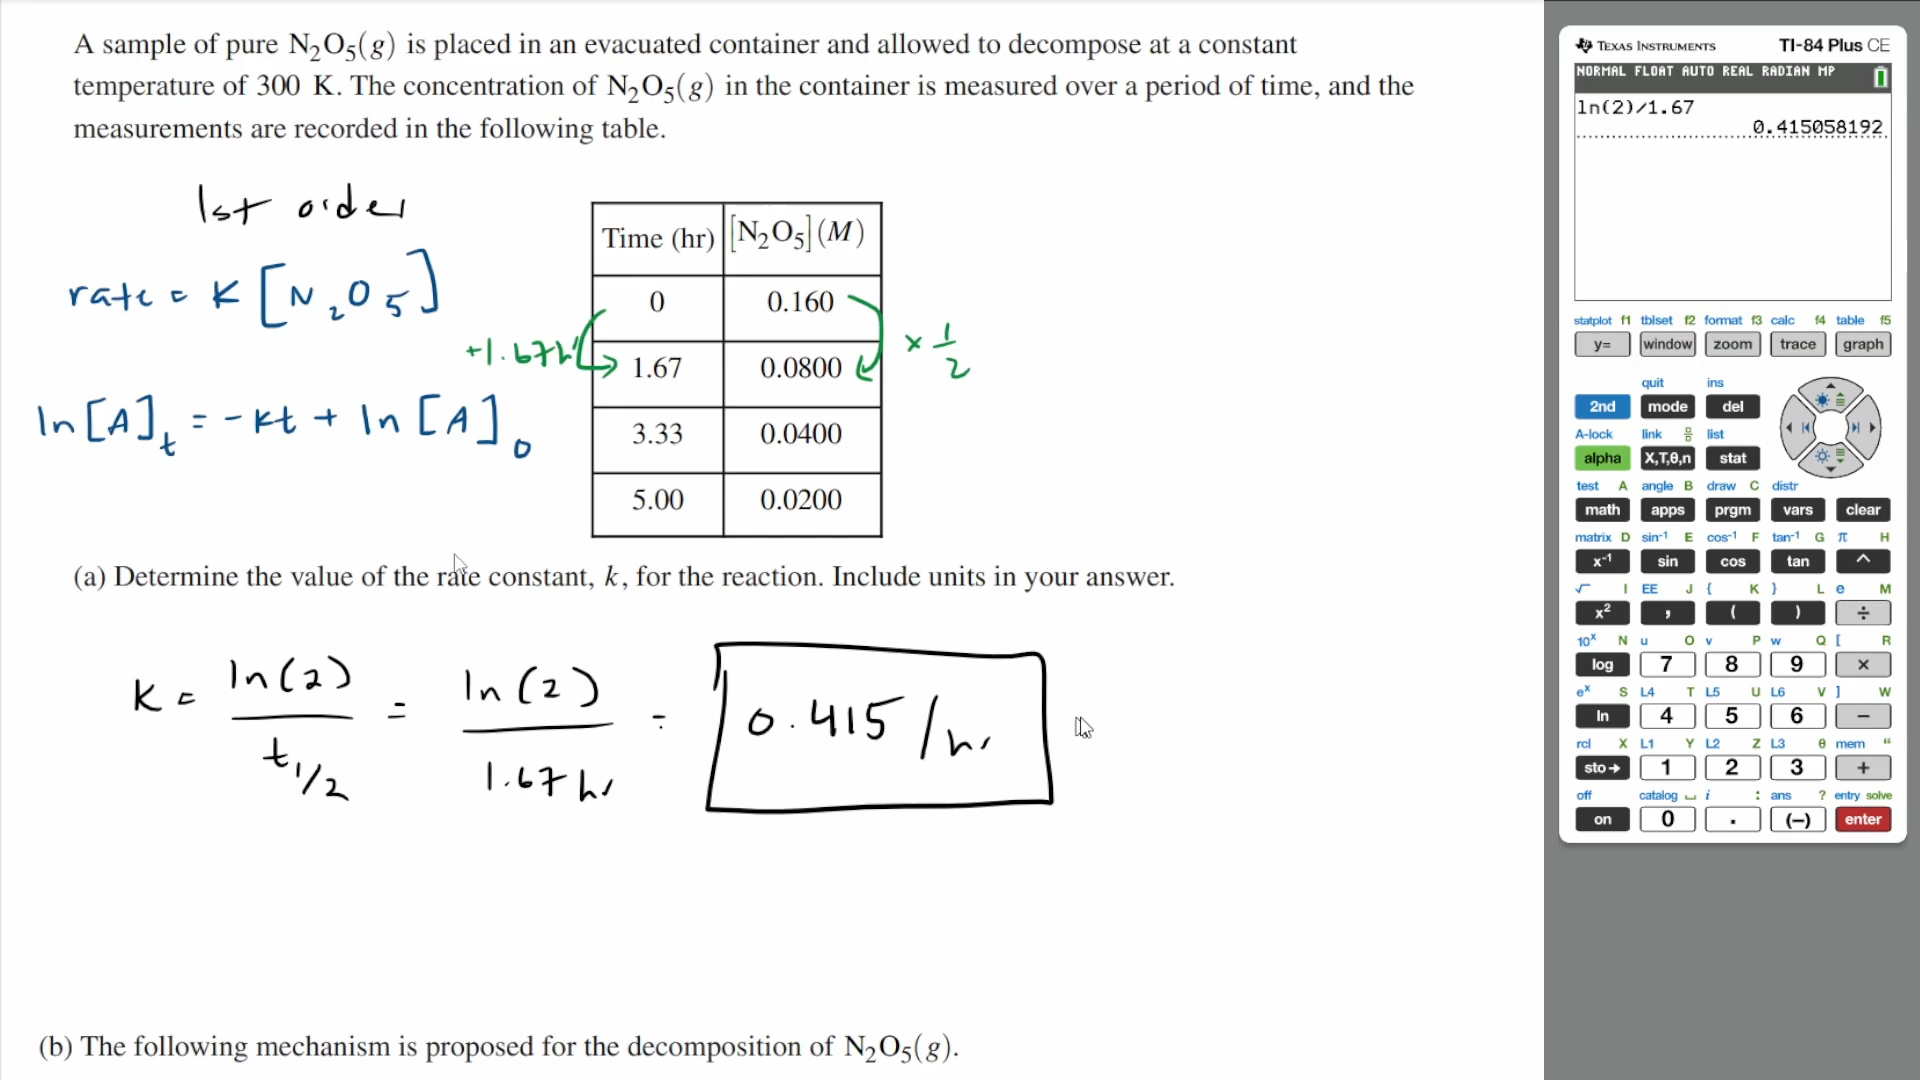 A sample of pure N₂O₅(g) is placed in an evacuated container and allowed to decompose at a constant
temperature of 300 K. The concentration of N₂O₅(g) in the container is measured over a period of time, and the
measurements are recorded in the following table.
1st order
rate = K [N₂O₅]
ln[A]ₜ = -kt + ln[A]₀
Time (hr) [N₂O₅](M)
0 0.160
1.67 0.0800
3.33 0.0400
5.00 0.0200
+1.67hr
× 1/2
(a) Determine the value of the rate constant, k, for the reaction. Include units in your answer.
K = ln(2)/t₁/₂ = ln(2)/1.67 hr = 0.415/hr
(b) The following mechanism is proposed for the decomposition of N₂O₅(g).
TEXAS INSTRUMENTS TI-84 Plus CE
NORMAL FLOAT AUTO REAL RADIAN MP
ln(2)/1.67
0.415058192
statplot f1 tblset f2 format f3 calc f4 table f5
y= window zoom trace graph
quit ins
2nd mode del
A-lock link list
alpha X,T,θ,n stat
test A angle B draw C distr
math apps prgm vars clear
matrix D sin⁻¹ E cos⁻¹ F tan⁻¹ G π H
x⁻¹ sin cos tan ^
√ I EE J { K } L e M
x² , ( ) ÷
10ˣ N u O v P w Q [ R
log 7 8 9 ×
eˣ S L4 T L5 U L6 V ] W
ln 4 5 6 −
rcl X L1 Y L2 Z L3 θ mem "
sto→ 1 2 3 +
off catalog ⎵ i : ans ? entry solve
on 0 . (−) enter